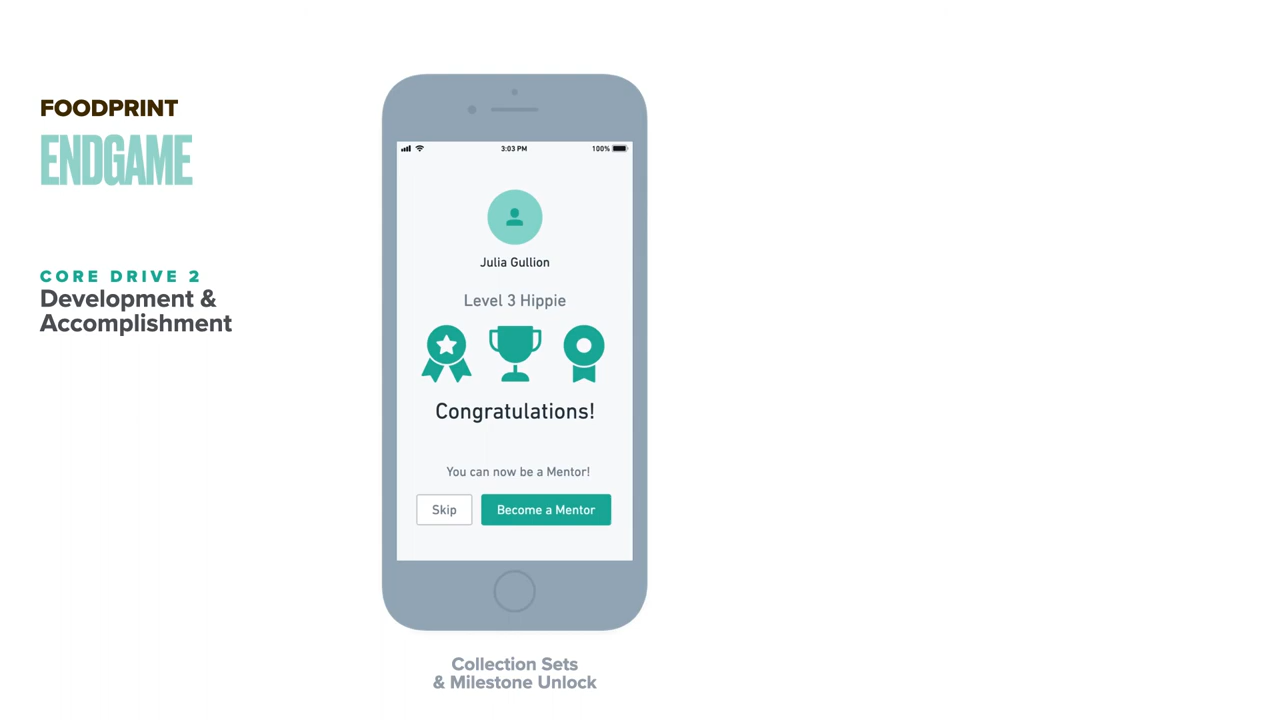 FOODPRINT
ENDGAME
CORE DRIVE 2
Development &
Accomplishment
3:03 PM
100%
Julia Gullion
Level 3 Hippie
Congratulations!
You can now be a Mentor!
Skip
Become a Mentor
Collection Sets
& Milestone Unlock